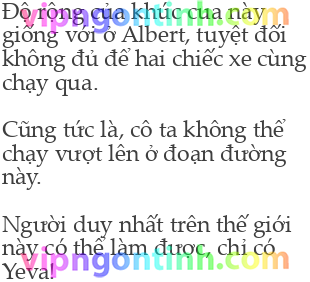 Độ rộng của khúc cua này
vipngontinh.com
giống với ở Albert, tuyệt đối
không đủ để hai chiếc xe cùng
chạy qua.
Cũng tức là, cô ta không thể
chạy vượt lên ở đoạn đường
này.
Người duy nhất trên thế giới
này có thể làm được, chỉ có
vipngontinh.com
Yeva!